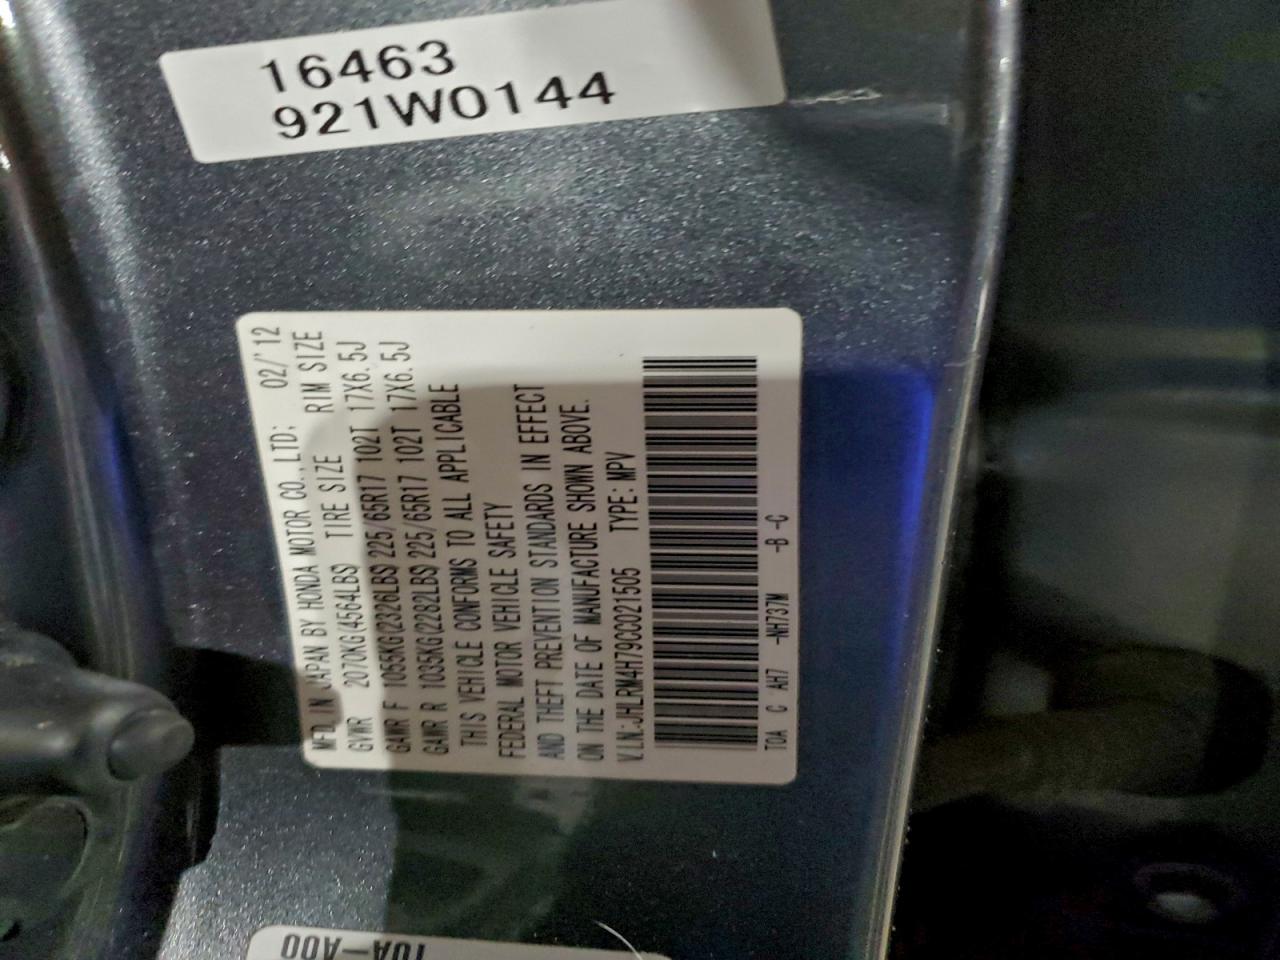 16463
921W0144
MFD. IN JAPAN BY HONDA MOTOR CO., LTD; 02/'12
GVWR 2070KG(4564LBS) TIRE SIZE RIM SIZE
GAWR F 1055KG(2326LBS) 225/65R17 102T 17X6.5J
GAWR R 1035KG(2282LBS) 225/65R17 102T 17X6.5J
THIS VEHICLE CONFORMS TO ALL APPLICABLE
FEDERAL MOTOR VEHICLE SAFETY
AND THEFT PREVENTION STANDARDS IN EFFECT
ON THE DATE OF MANUFACTURE SHOWN ABOVE.
V.I.N.:JHLRM4H79CC021505 TYPE: MPV
T0A C AH7 -NH737M -B -C
T0A-A00